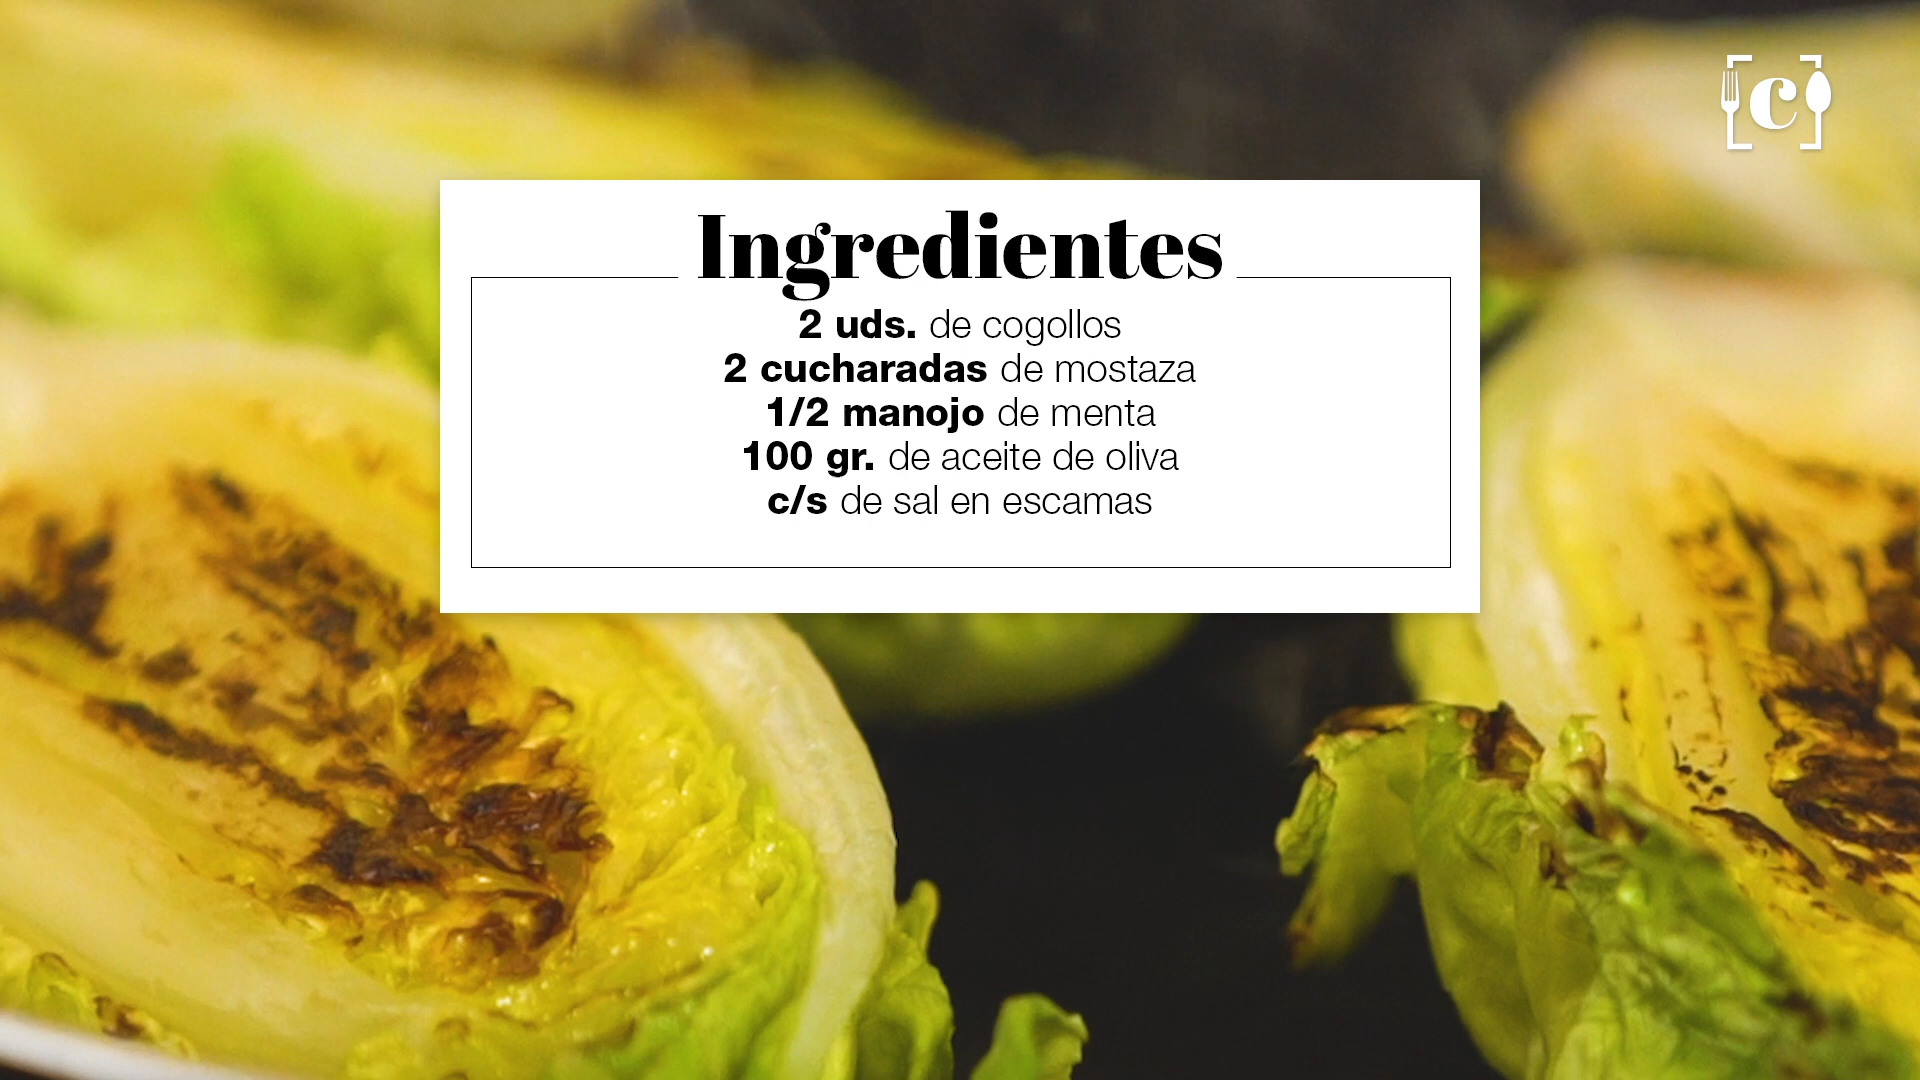 c
Ingredientes
2 uds. de cogollos
2 cucharadas de mostaza
1/2 manojo de menta
100 gr. de aceite de oliva
c/s de sal en escamas